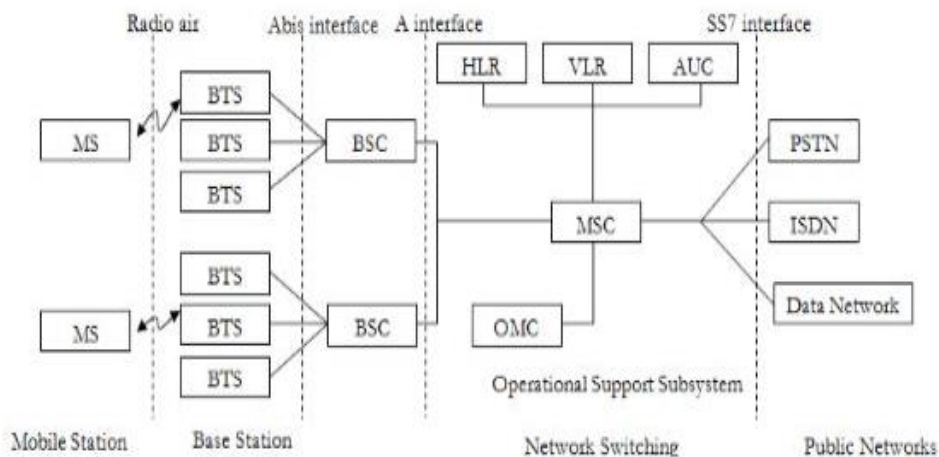 Radio air Abis interface A interface SS7 interface
HLR VLR AUC
BTS
MS BTS BSC PSTN
BTS
MSC ISDN
BTS
MS BTS BSC OMC Data Network
BTS
Operational Support Subsystem
Mobile Station Base Station Network Switching Public Networks